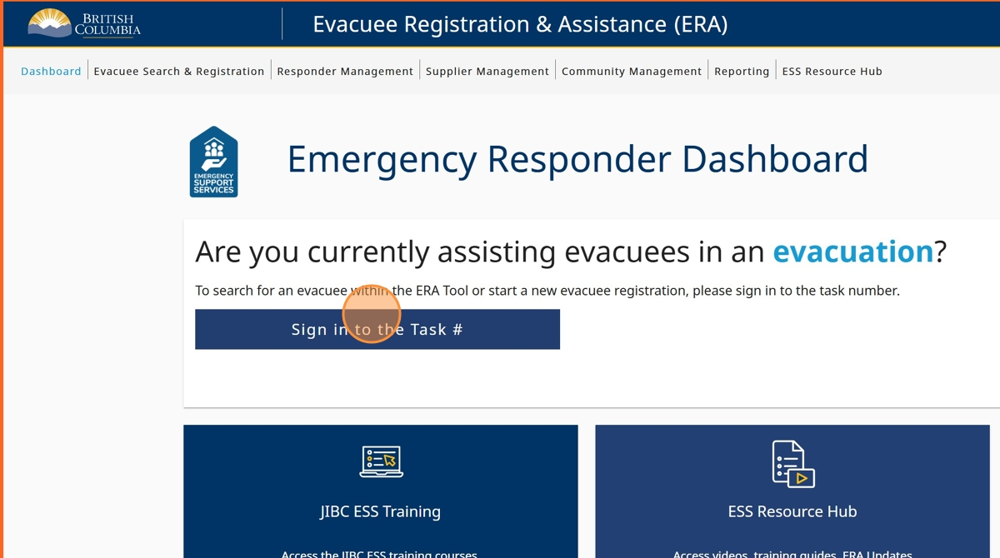 BRITISH
COLUMBIA
Evacuee Registration & Assistance (ERA)
Dashboard
Evacuee Search & Registration
Responder Management
Supplier Management
Community Management
Reporting
ESS Resource Hub
EMERGENCY
SUPPORT
SERVICES
Emergency Responder Dashboard
Are you currently assisting evacuees in an evacuation?
To search for an evacuee within the ERA Tool or start a new evacuee registration, please sign in to the task number.
Sign in to the Task #
JIBC ESS Training
Access the JIBC ESS training courses
ESS Resource Hub
Access videos, training guides, ERA Updates